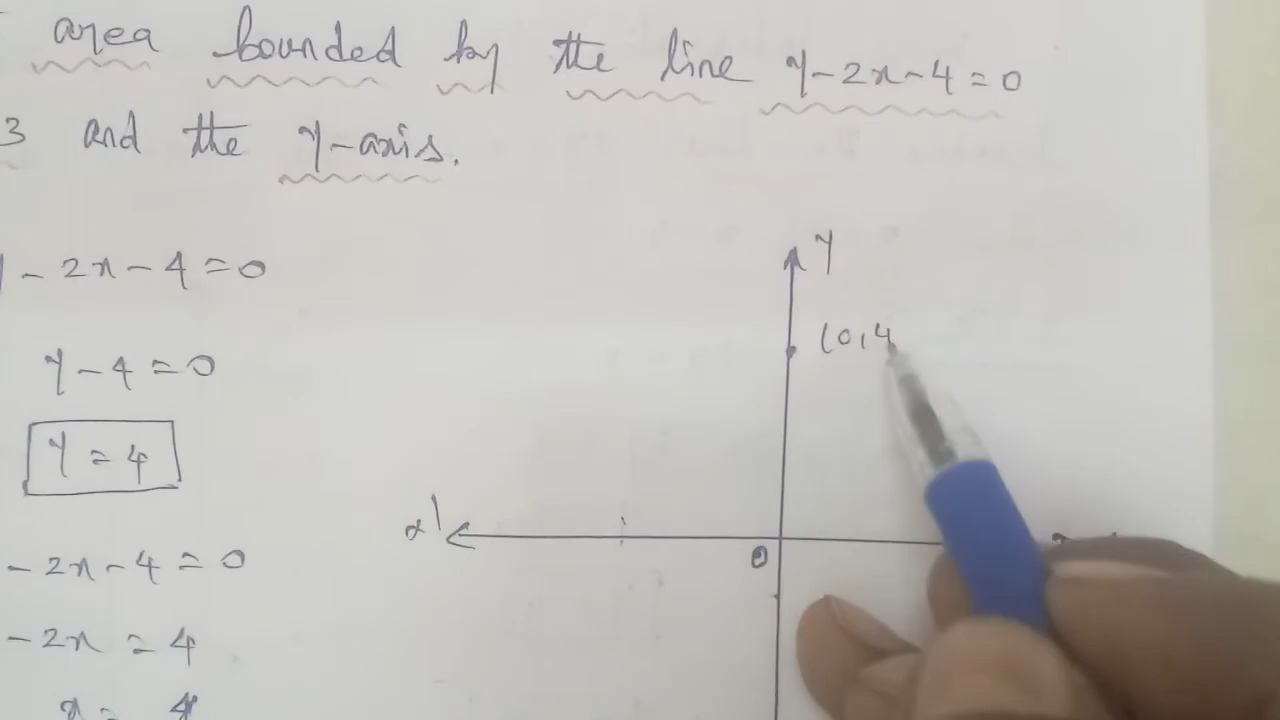 area bounded by the line y-2x-4=0
3 and the y-axis.
y-2x-4=0
y-4=0
y=4
-2x-4=0
-2x=4
Y
(0,4
x'
0